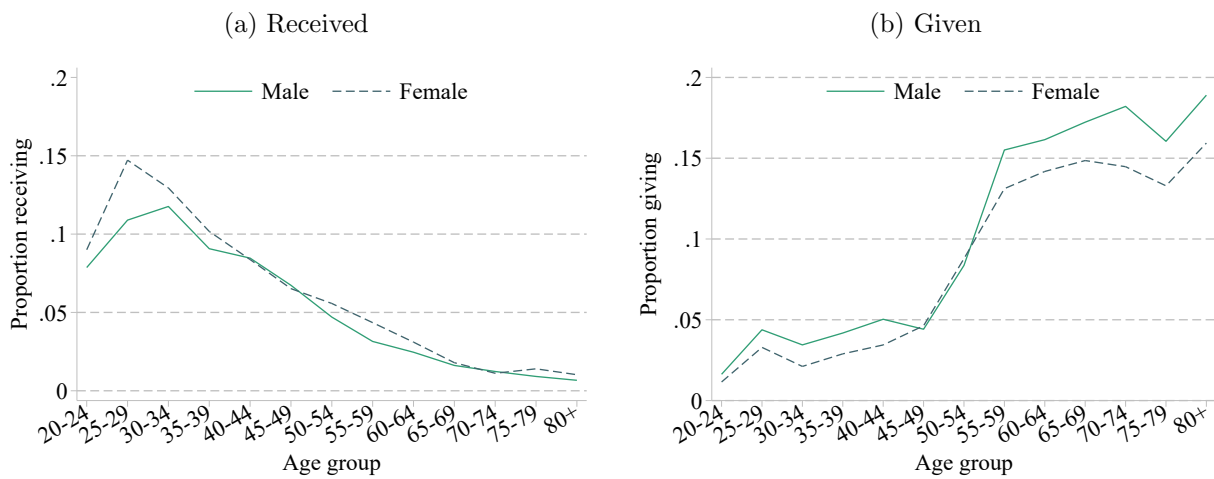 (a) Received
Male Female
Proportion receiving
.2
.15
.1
.05
0
20-24 25-29 30-34 35-39 40-44 45-49 50-54 55-59 60-64 65-69 70-74 75-79 80+
Age group
(b) Given
Male Female
Proportion giving
.2
.15
.1
.05
0
20-24 25-29 30-34 35-39 40-44 45-49 50-54 55-59 60-64 65-69 70-74 75-79 80+
Age group